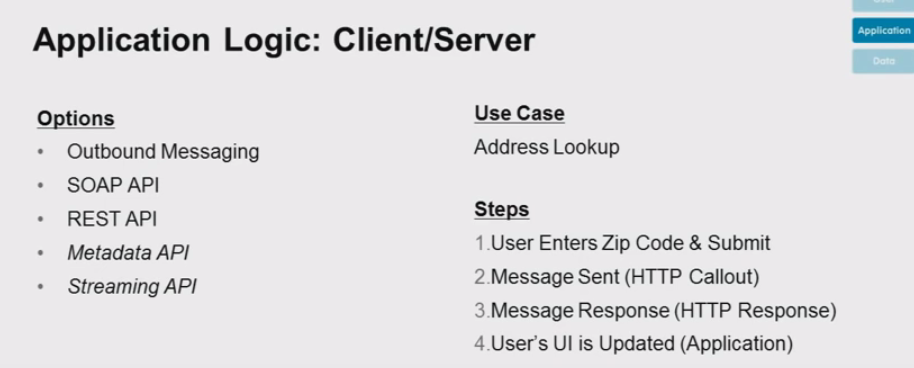 Application Logic: Client/Server
Application
Data
Options
• Outbound Messaging
• SOAP API
• REST API
• Metadata API
• Streaming API
Use Case
Address Lookup
Steps
1.User Enters Zip Code & Submit
2.Message Sent (HTTP Callout)
3.Message Response (HTTP Response)
4.User’s UI is Updated (Application)